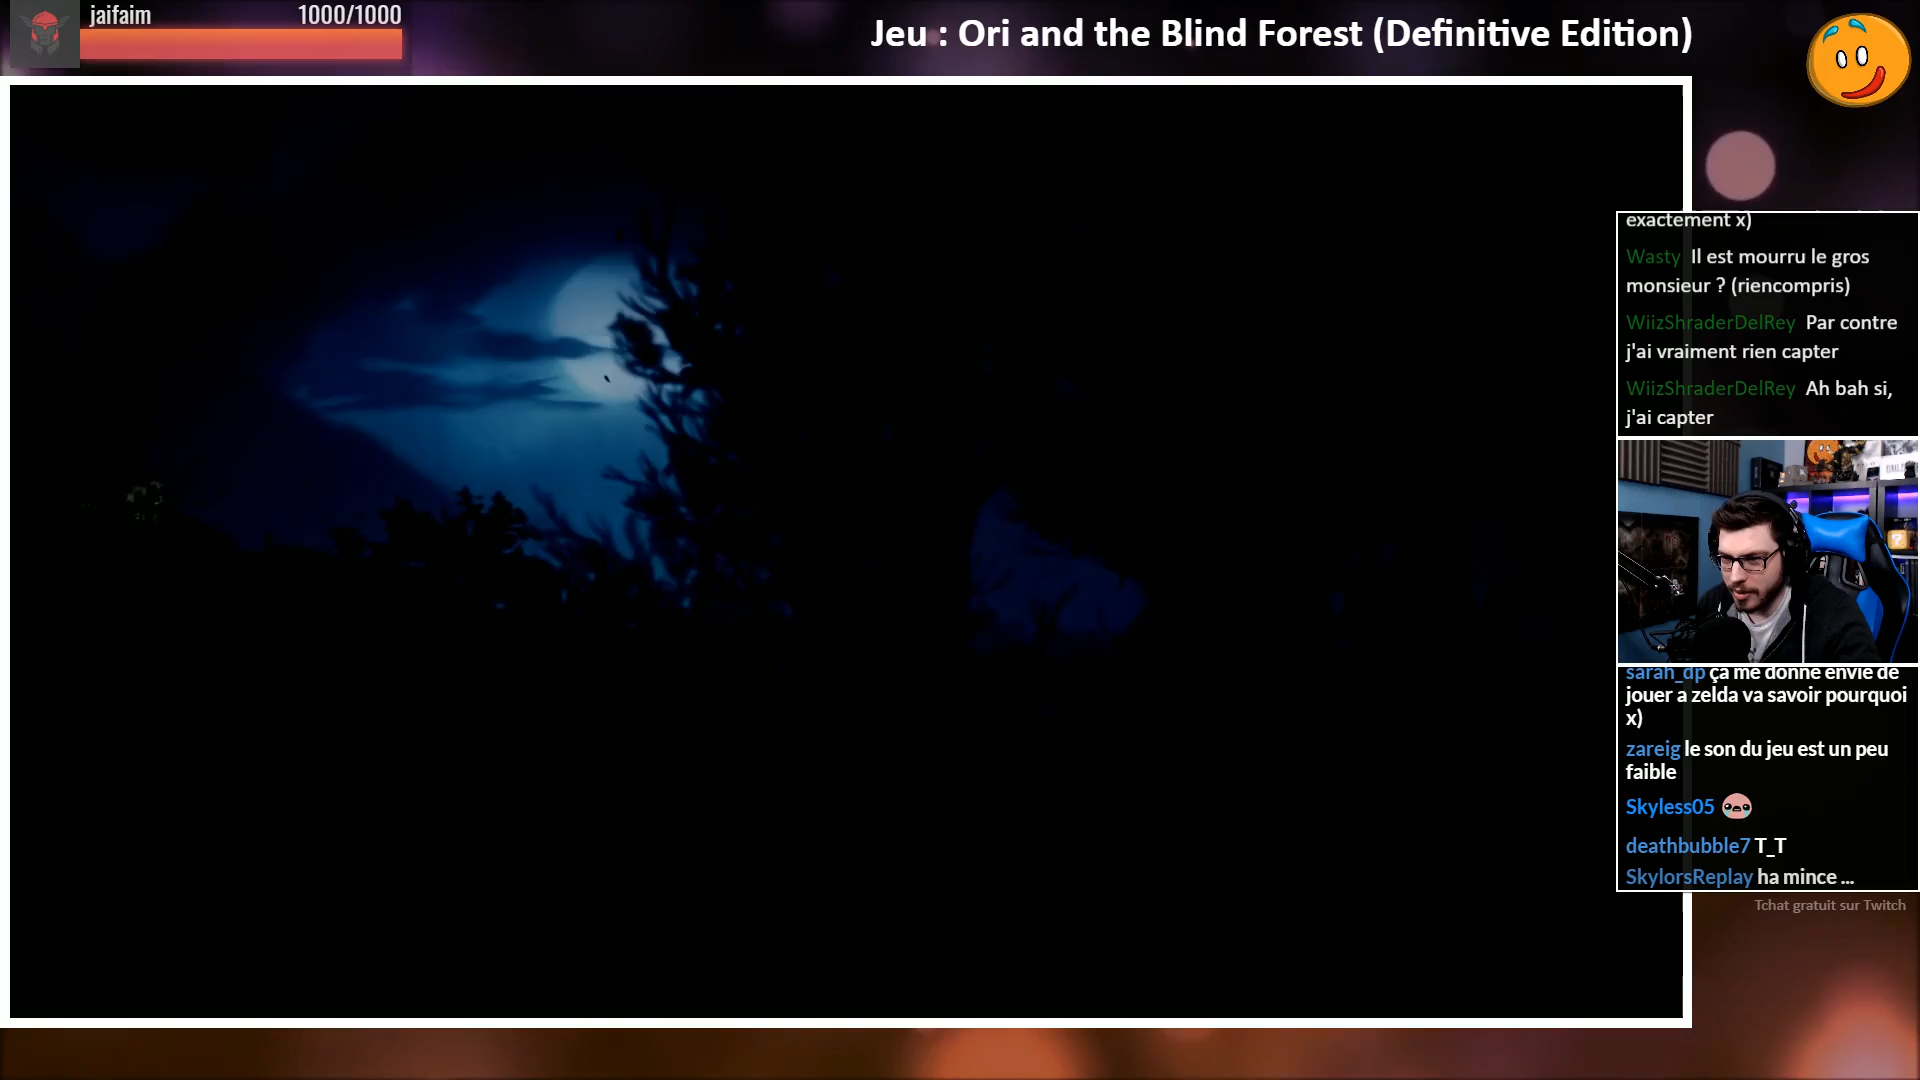 jaifaim 1000/1000
Jeu : Ori and the Blind Forest (Definitive Edition)
exactement x)
Wasty Il est mourru le gros
monsieur ? (riencompris)
WiizShraderDelRey Par contre
j'ai vraiment rien capter
WiizShraderDelRey Ah bah si,
j'ai capter
sarah_dp ça me donne envie de
jouer a zelda va savoir pourquoi
x)
zareig le son du jeu est un peu
faible
Skyless05
deathbubble7 T_T
SkylorsReplay ha mince ...
Tchat gratuit sur Twitch